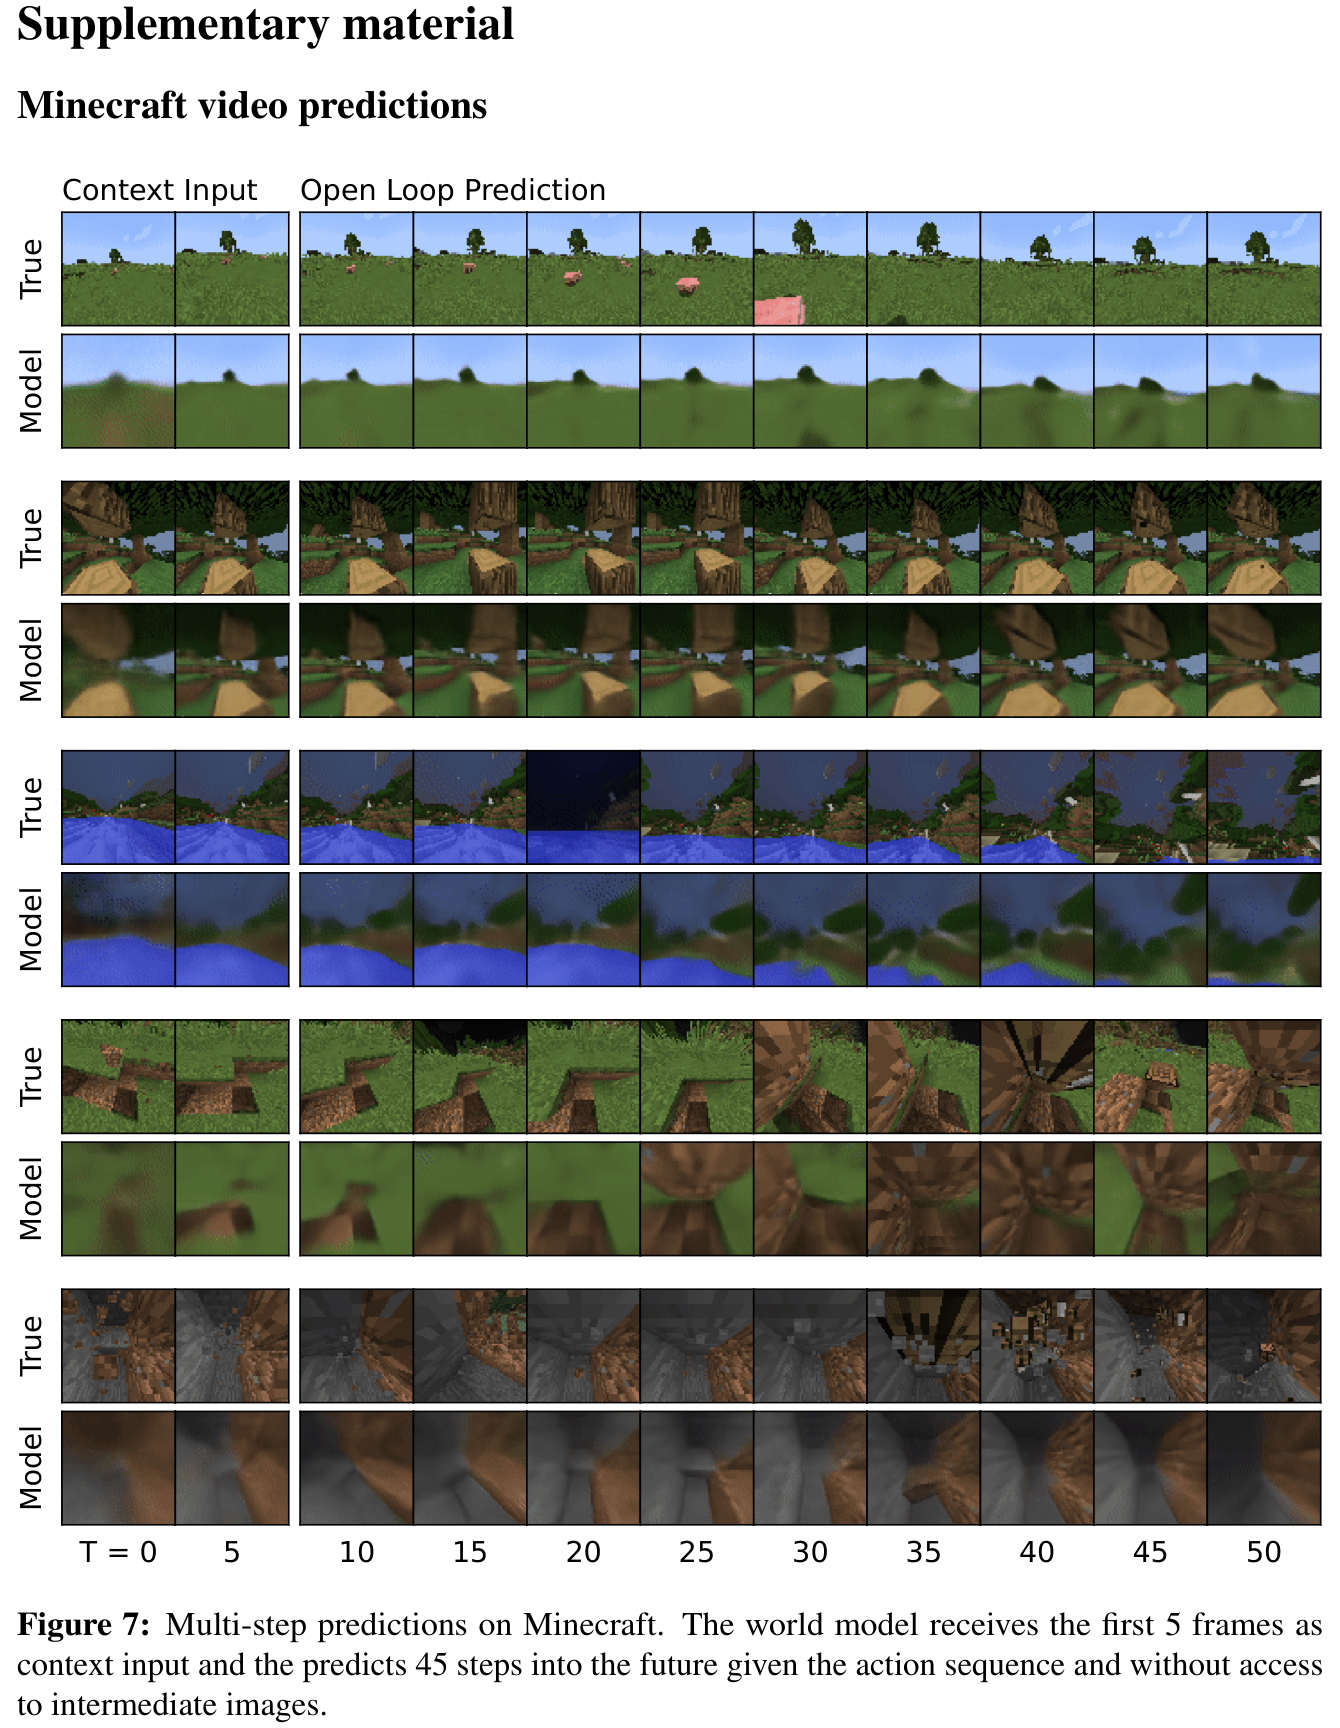 Supplementary material
Minecraft video predictions
Context Input Open Loop Prediction
True
Model
True
Model
True
Model
True
Model
True
Model
T = 0 5 10 15 20 25 30 35 40 45 50
Figure 7: Multi-step predictions on Minecraft. The world model receives the first 5 frames as
context input and the predicts 45 steps into the future given the action sequence and without access
to intermediate images.